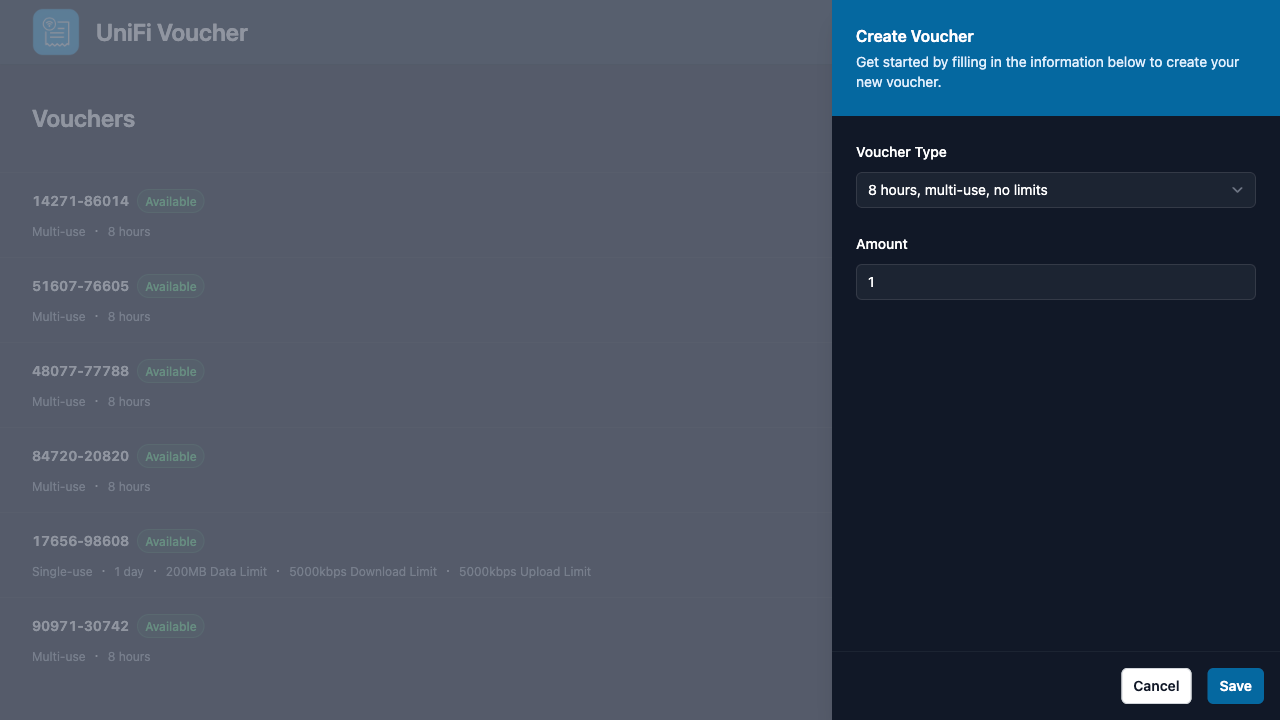 UniFi Voucher
Vouchers
14271-86014 Available
Multi-use · 8 hours
51607-76605 Available
Multi-use · 8 hours
48077-77788 Available
Multi-use · 8 hours
84720-20820 Available
Multi-use · 8 hours
17656-98608 Available
Single-use · 1 day · 200MB Data Limit · 5000kbps Download Limit · 5000kbps Upload Limit
90971-30742 Available
Multi-use · 8 hours
Create Voucher
Get started by filling in the information below to create your
new voucher.
Voucher Type
8 hours, multi-use, no limits
Amount
1
Cancel
Save